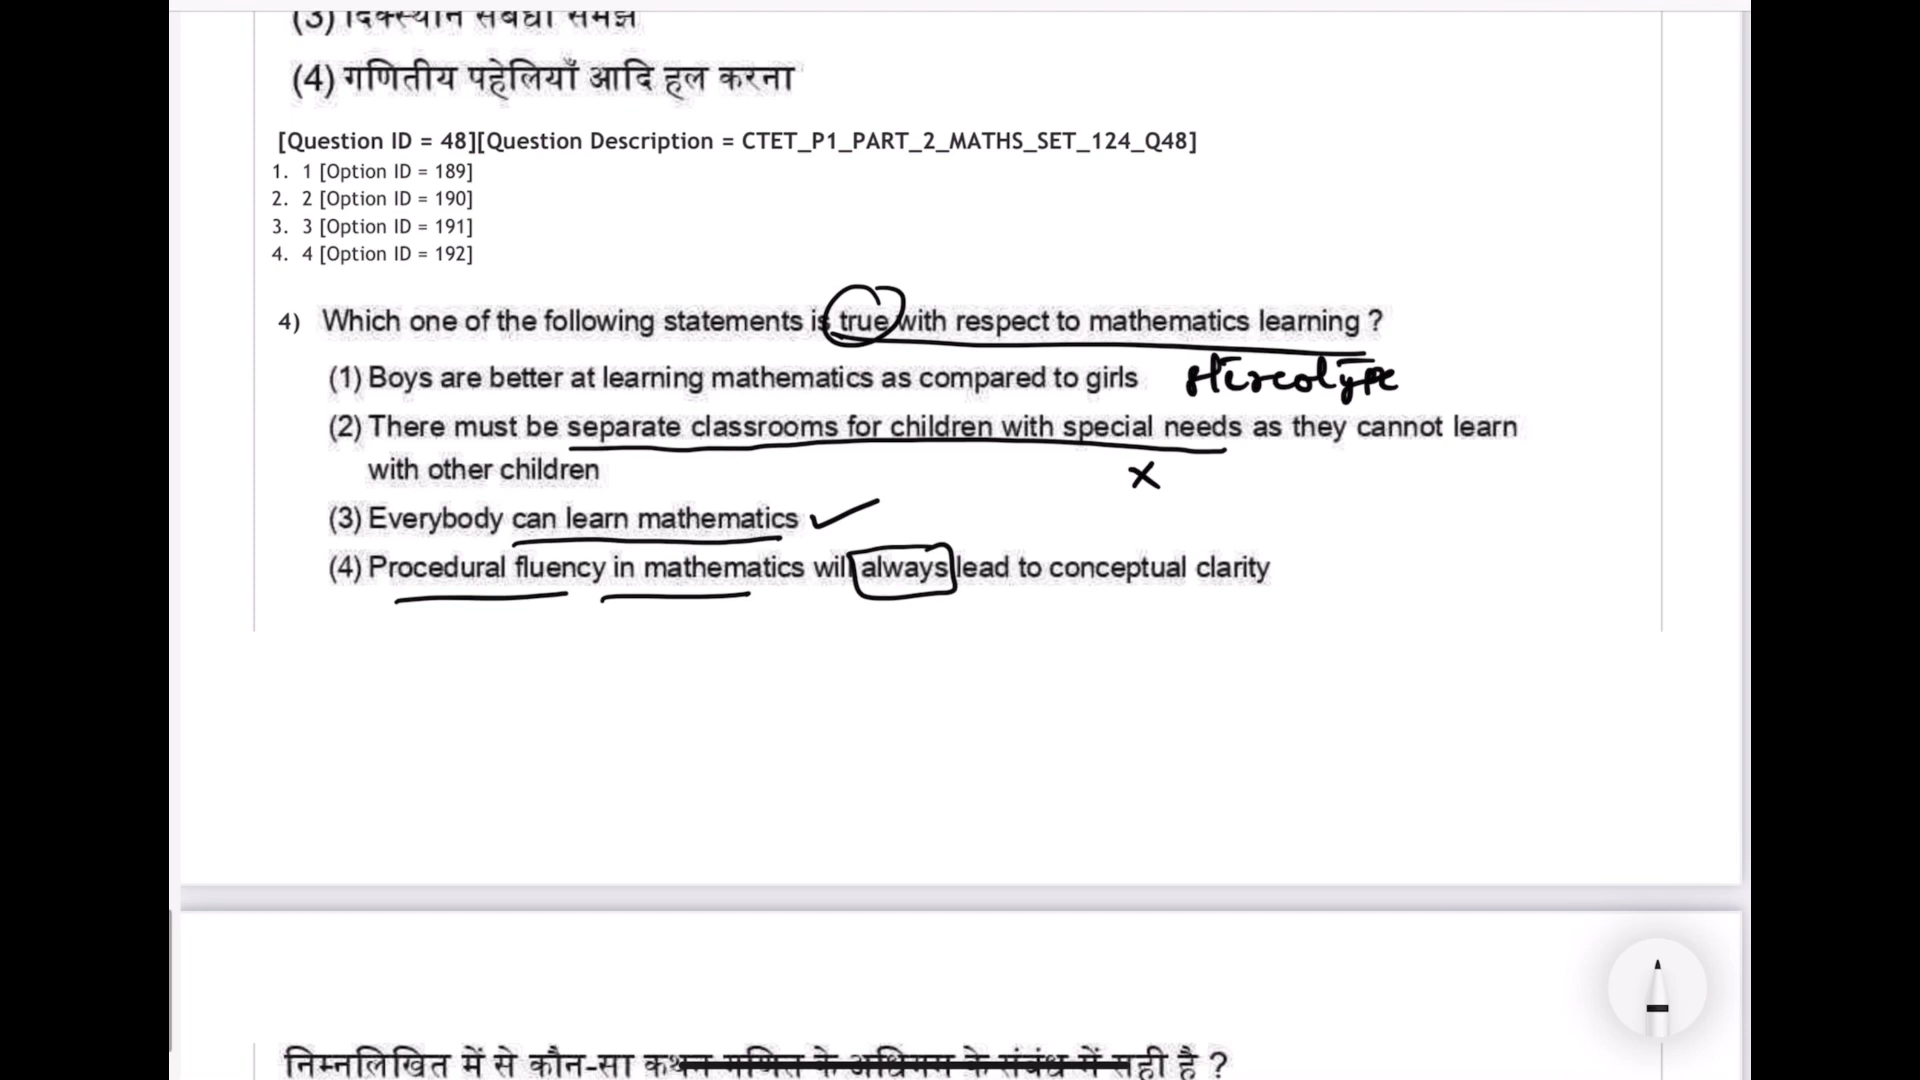 (3) दिक्स्थान संबंधी समझ
(4) गणितीय पहेलियाँ आदि हल करना
[Question ID = 48][Question Description = CTET_P1_PART_2_MATHS_SET_124_Q48]
1. 1 [Option ID = 189]
2. 2 [Option ID = 190]
3. 3 [Option ID = 191]
4. 4 [Option ID = 192]
4) Which one of the following statements is true with respect to mathematics learning ?
(1) Boys are better at learning mathematics as compared to girls stereotype
(2) There must be separate classrooms for children with special needs as they cannot learn
with other children
(3) Everybody can learn mathematics
(4) Procedural fluency in mathematics will always lead to conceptual clarity
निम्नलिखित में से कौन-सा कथन गणित के अधिगम के संबंध में सही है ?